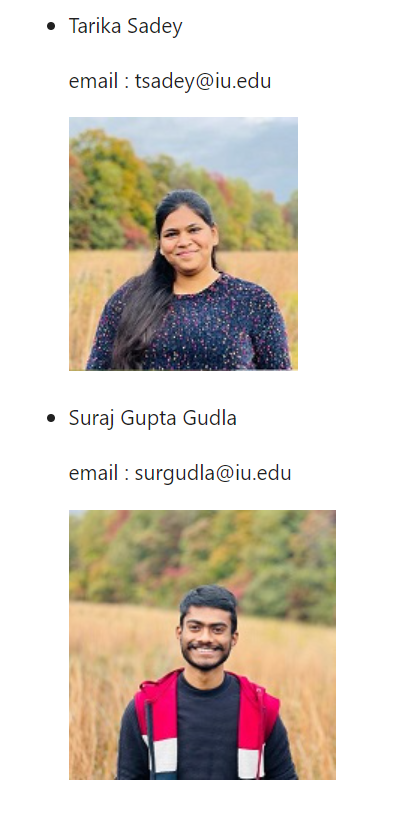 Tarika Sadey
email : tsadey@iu.edu
Suraj Gupta Gudla
email : surgudla@iu.edu